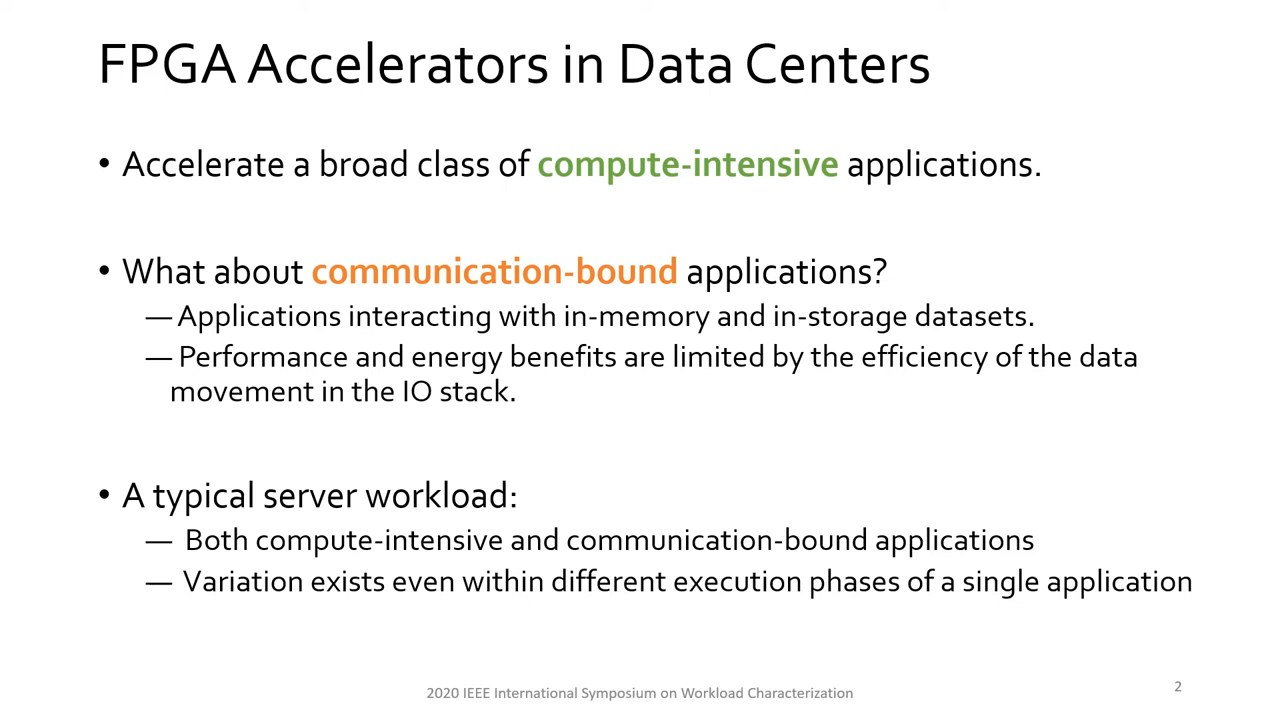 FPGA Accelerators in Data Centers
• Accelerate a broad class of compute-intensive applications.
• What about communication-bound applications?
— Applications interacting with in-memory and in-storage datasets.
— Performance and energy benefits are limited by the efficiency of the data
movement in the IO stack.
• A typical server workload:
— Both compute-intensive and communication-bound applications
— Variation exists even within different execution phases of a single application
2020 IEEE International Symposium on Workload Characterization
2